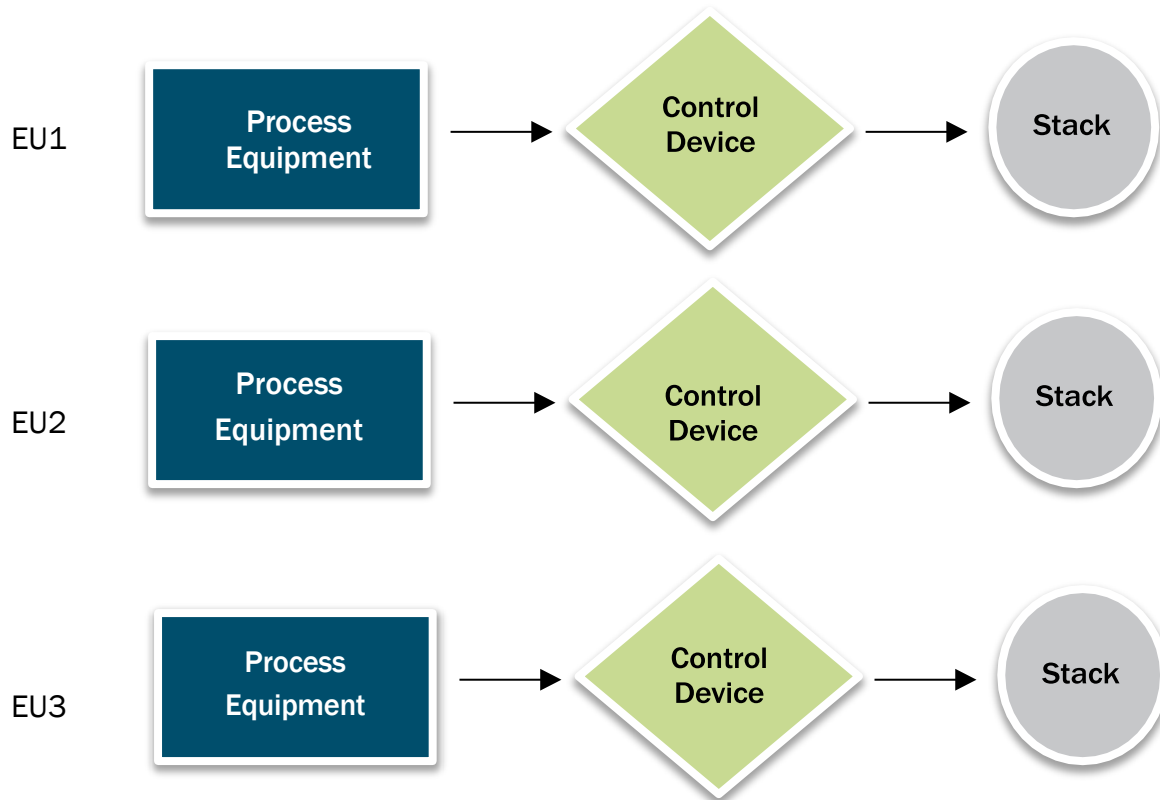 EU1
Process
Equipment
Control
Device
Stack
EU2
Process
Equipment
Control
Device
Stack
EU3
Process
Equipment
Control
Device
Stack